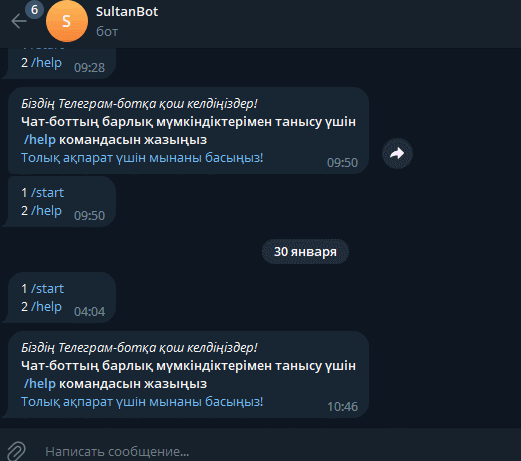 6
S
SultanBot
бот
2 /help
09:28
Біздің Телеграм-ботқа қош келдіңіздер!
Чат-боттың барлық мүмкіндіктерімен танысу үшін
/help командасын жазыңыз
Толық ақпарат үшін мынаны басыңыз!
09:50
1 /start
2 /help
09:50
30 января
1 /start
2 /help
04:04
Біздің Телеграм-ботқа қош келдіңіздер!
Чат-боттың барлық мүмкіндіктерімен танысу үшін
/help командасын жазыңыз
Толық ақпарат үшін мынаны басыңыз!
10:46
Написать сообщение...